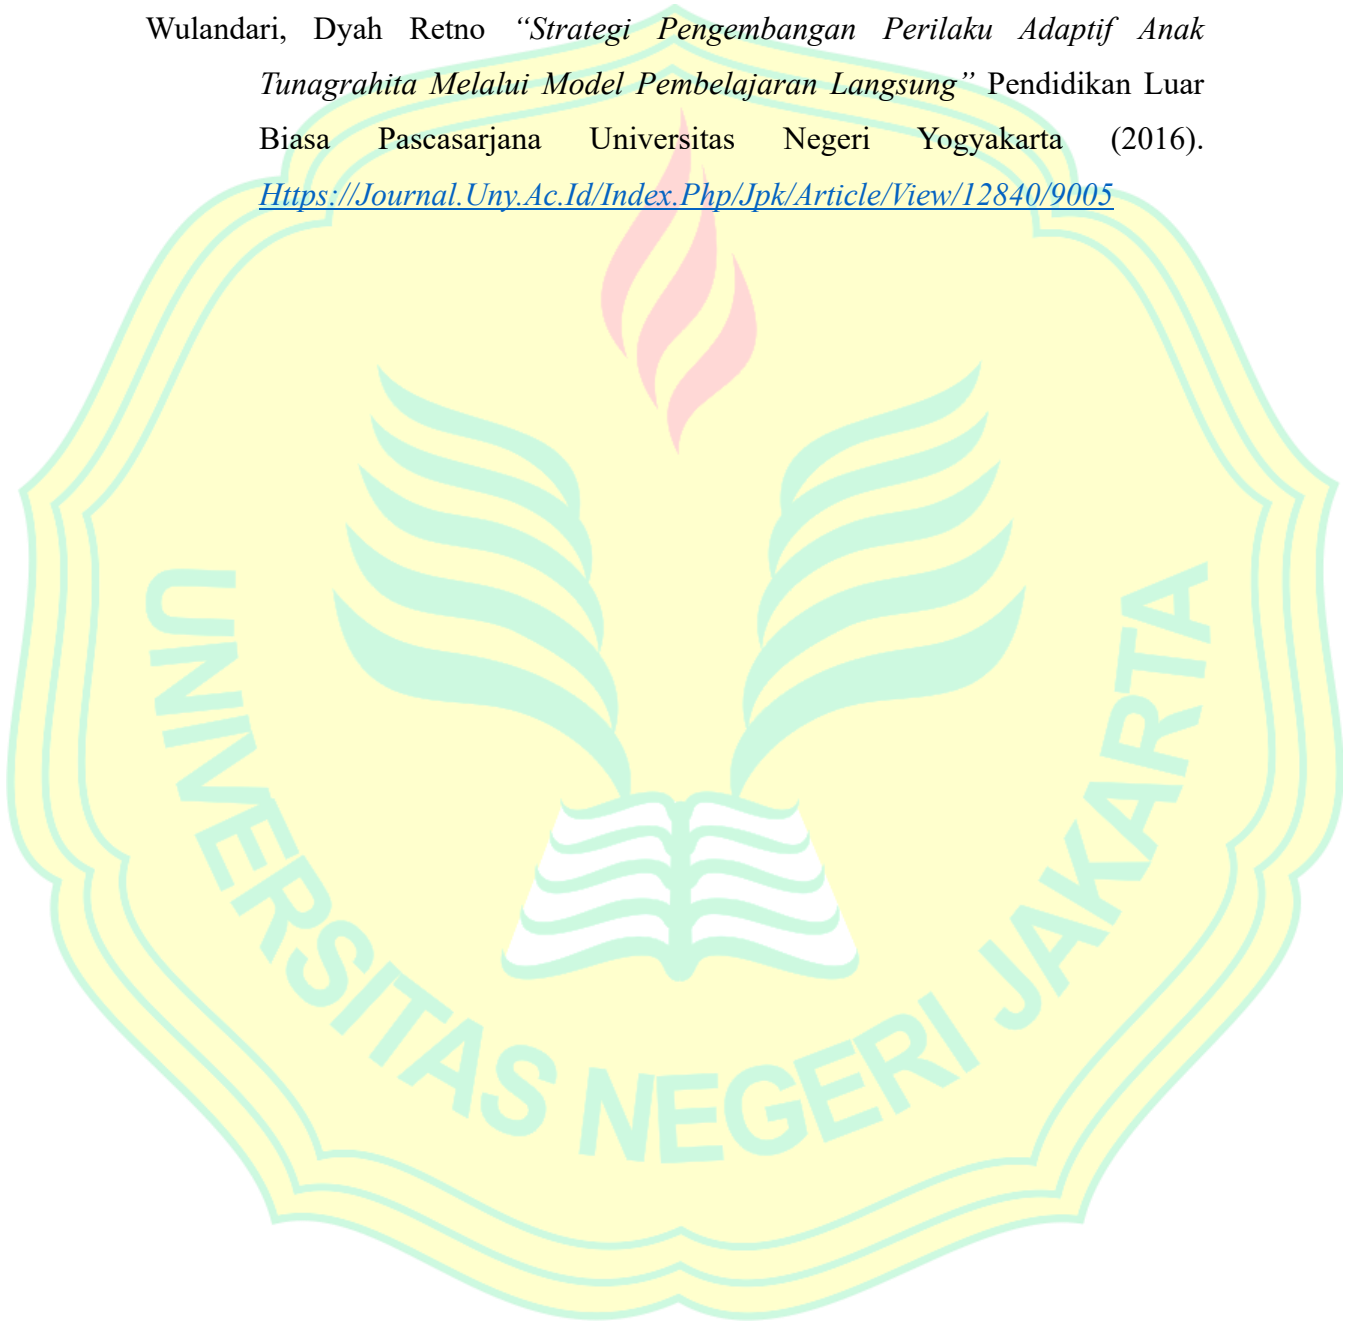 Wulandari, Dyah Retno “Strategi Pengembangan Perilaku Adaptif Anak
Tunagrahita Melalui Model Pembelajaran Langsung” Pendidikan Luar
Biasa Pascasarjana Universitas Negeri Yogyakarta (2016).
Https://Journal.Uny.Ac.Id/Index.Php/Jpk/Article/View/12840/9005
UNIVERSITAS NEGERI JAKARTA